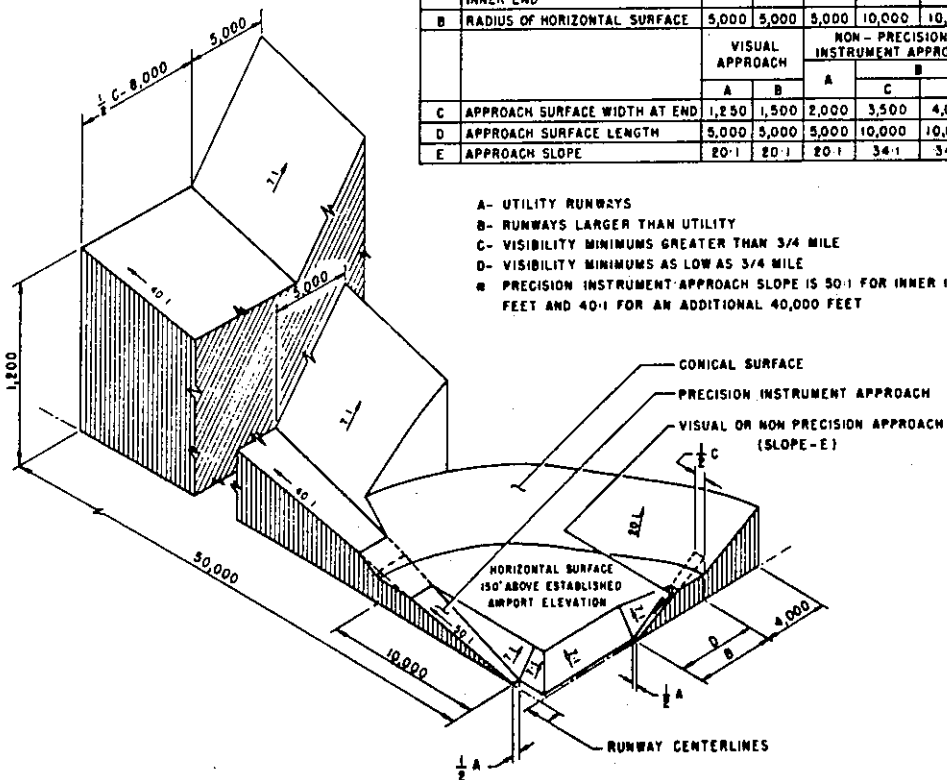 INNER END
B RADIUS OF HORIZONTAL SURFACE 5,000 5,000 5,000 10,000 10,
VISUAL APPROACH
NON-PRECISION INSTRUMENT APPRO
A B A B
C
C APPROACH SURFACE WIDTH AT END 1,250 1,500 2,000 3,500 4,0
D APPROACH SURFACE LENGTH 5,000 5,000 5,000 10,000 10,0
E APPROACH SLOPE 20:1 20:1 20:1 34:1 34
A- UTILITY RUNWAYS
B- RUNWAYS LARGER THAN UTILITY
C- VISIBILITY MINIMUMS GREATER THAN 3/4 MILE
D- VISIBILITY MINIMUMS AS LOW AS 3/4 MILE
* PRECISION INSTRUMENT APPROACH SLOPE IS 50:1 FOR INNER
FEET AND 40:1 FOR AN ADDITIONAL 40,000 FEET
5,000
1/2 C-8,000
7:1
40:1
5,000
1,200
7:1
40:1
CONICAL SURFACE
PRECISION INSTRUMENT APPROACH
VISUAL OR NON PRECISION APPROACH
(SLOPE-E)
1/2 C
20:1
HORIZONTAL SURFACE
150' ABOVE ESTABLISHED
AIRPORT ELEVATION
50,000
10,000
50:1
7:1
7:1
7:1
7:1
4,000
D
B
1/2 A
RUNWAY CENTERLINES
1/2 A